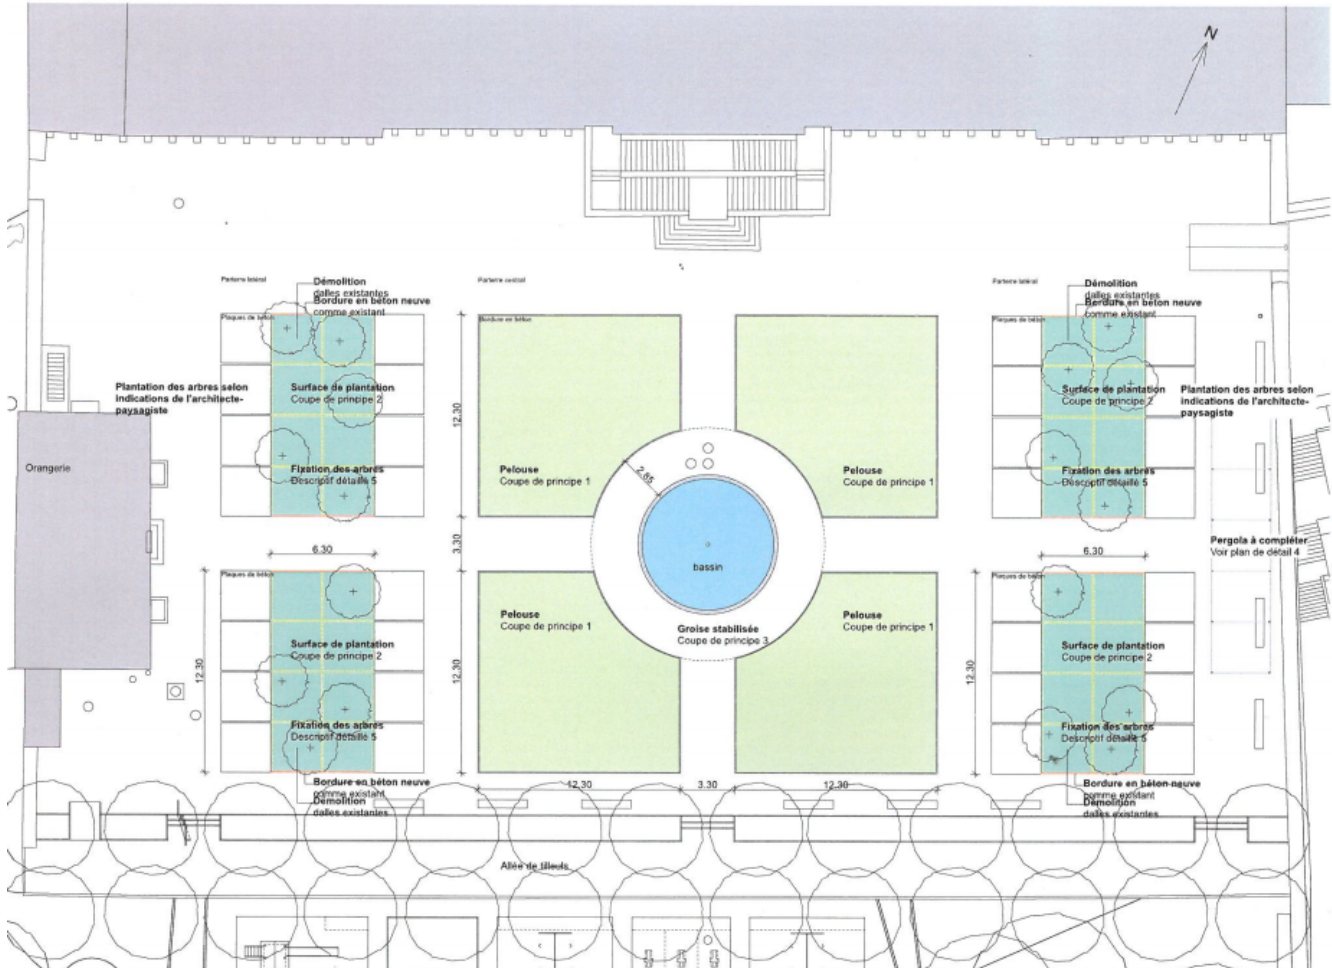 N
Parterre latéral
Démolition
dalles existantes
Bordure en béton neuve
comme existant
Plaques de béton
Parterre central
Bordure en béton
Parterre latéral
Démolition
dalles existantes
Bordure en béton neuve
comme existant
Plaques de béton
Plantation des arbres selon
indications de l'architecte-
paysagiste
Surface de plantation
Coupe de principe 2
12.30
Surface de plantation
Coupe de principe 2
Plantation des arbres selon
indications de l'architecte-
paysagiste
Orangerie
Fixation des arbres
Descriptif détaillé 5
Pelouse
Coupe de principe 1
2.85
Pelouse
Coupe de principe 1
Fixation des arbres
Descriptif détaillé 5
6.30
3.30
6.30
Pergola à compléter
Voir plan de détail 4
bassin
Plaques de béton
Plaques de béton
Pelouse
Coupe de principe 1
Groise stabilisée
Coupe de principe 3
Pelouse
Coupe de principe 1
12.30
Surface de plantation
Coupe de principe 2
12.30
12.30
Surface de plantation
Coupe de principe 2
Fixation des arbres
Descriptif détaillé 5
Fixation des arbres
Descriptif détaillé 5
Bordure en béton neuve
comme existant
Démolition
dalles existantes
12.30
3.30
12.30
Bordure en béton neuve
comme existant
Démolition
dalles existantes
Allée de tilleuls